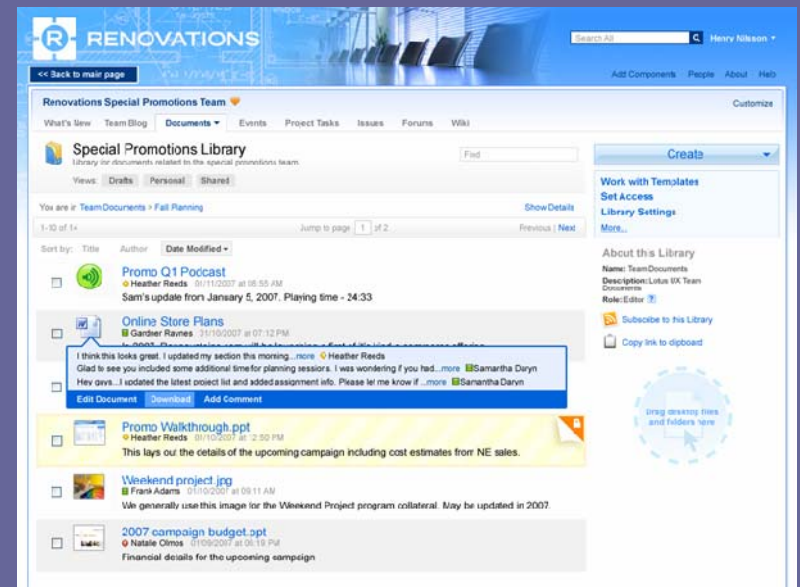 R RENOVATIONS
Search All
Henry Nilsson
<< Back to main page
Add Components People About Help
Renovations Special Promotions Team
Customize
What's New Team Blog Documents Events Project Tasks Issues Forums Wiki
Special Promotions Library
Library for documents related to the special promotions team
Find
Create
Views: Drafts Personal Shared
Work with Templates
Set Access
Library Settings
More...
You are in Team Documents > Fall Planning
Show Details
1-10 of 14
Jump to page 1 of 2
Previous | Next
Sort by: Title Author Date Modified
About this Library
Name: Team Documents
Description: Lotus UX Team
Documents
Role: Editor ?
Subscribe to this Library
Copy link to clipboard
Drag desktop files
and folders here
Promo Q1 Podcast
Heather Reeds 01/11/2007 at 08:55 AM
Sam's update from January 5, 2007. Playing time - 24:33
Online Store Plans
Gardner Raynes 01/10/2007 at 07:12 PM
I think this looks great. I updated my section this morning...more Heather Reeds
Glad to see you included some additional time for planning sessions. I was wondering if you had...more Samantha Daryn
Hey guys...I updated the latest project list and added assignment info. Please let me know if ...more Samantha Daryn
Edit Document Download Add Comment
Promo Walkthrough.ppt
Heather Reeds 01/10/2007 at 12:50 PM
This lays out the details of the upcoming campaign including cost estimates from NE sales.
Weekend project.jpg
Frank Adams 01/10/2007 at 09:11 AM
We generally use this image for the Weekend Project program collateral. May be updated in 2007.
2007 campaign budget.ppt
Natalie Olmos 01/09/2007 at 06:19 PM
Financial details for the upcoming campaign